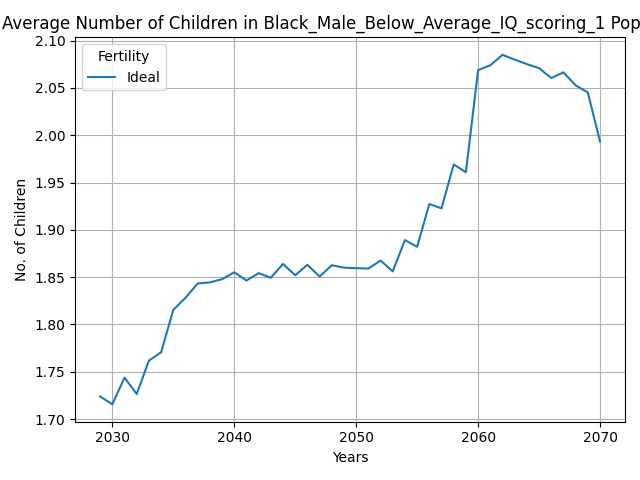 Average Number of Children in Black_Male_Below_Average_IQ_scoring_1 Pop
Fertility
Ideal
2.10
2.05
2.00
1.95
1.90
1.85
1.80
1.75
1.70
No. of Children
2030 2040 2050 2060 2070
Years